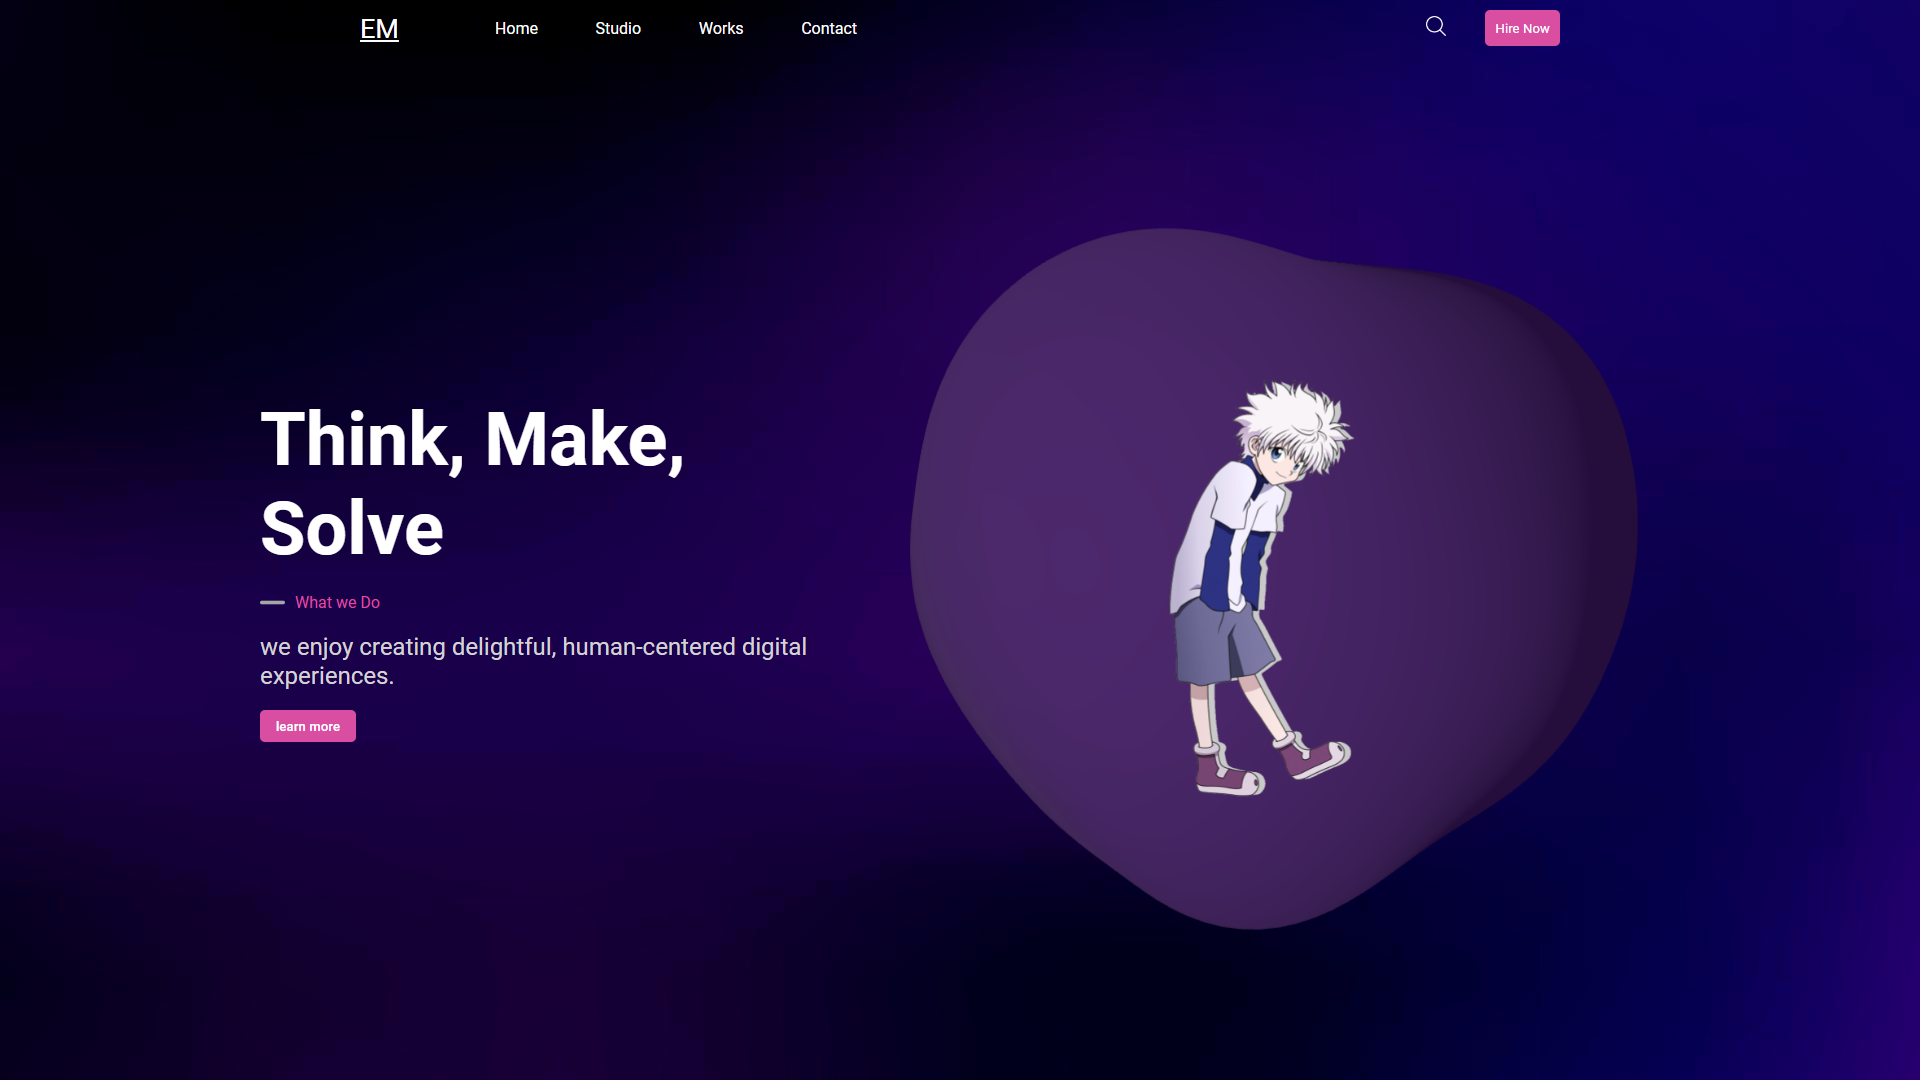 EM
Home
Studio
Works
Contact
Hire Now
Think, Make,
Solve
What we Do
we enjoy creating delightful, human-centered digital
experiences.
learn more